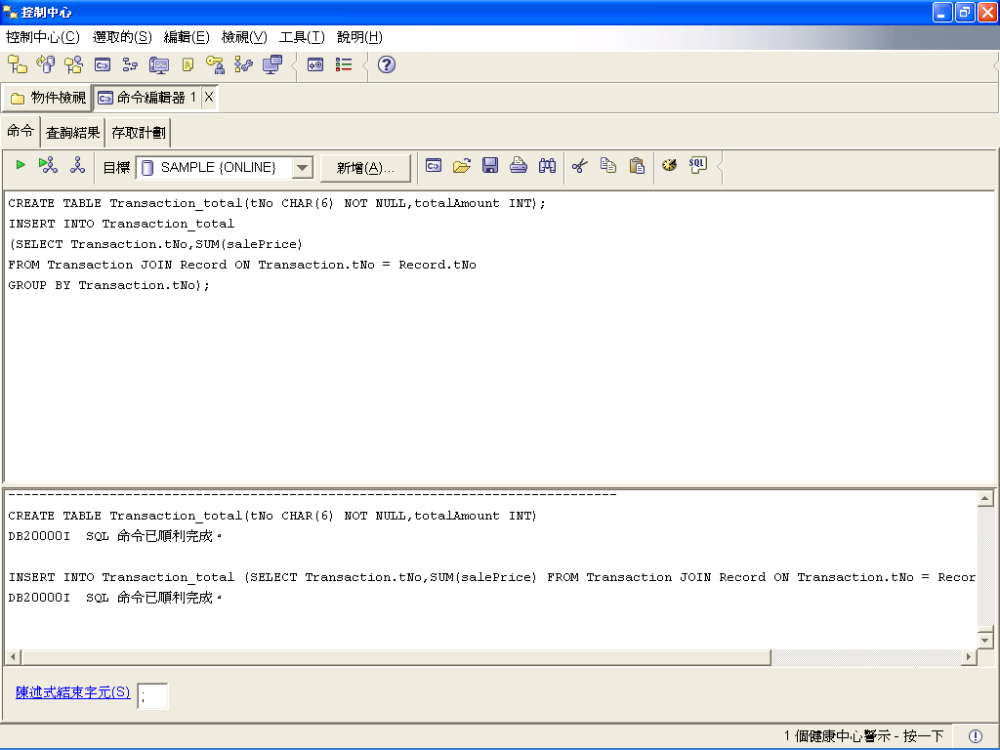 控制中心
控制中心(C) 選取的(S) 編輯(E) 檢視(V) 工具(T) 說明(H)
物件檢視 命令編輯器 1 X
命令 查詢結果 存取計劃
目標 SAMPLE {ONLINE} 新增(A)... SQL
CREATE TABLE Transaction_total(tNo CHAR(6) NOT NULL,totalAmount INT);
INSERT INTO Transaction_total
(SELECT Transaction.tNo,SUM(salePrice)
FROM Transaction JOIN Record ON Transaction.tNo = Record.tNo
GROUP BY Transaction.tNo);
------------------------------------------------------------------------------
CREATE TABLE Transaction_total(tNo CHAR(6) NOT NULL,totalAmount INT)
DB20000I  SQL 命令已順利完成。
INSERT INTO Transaction_total (SELECT Transaction.tNo,SUM(salePrice) FROM Transaction JOIN Record ON Transaction.tNo = Recor
DB20000I  SQL 命令已順利完成。
陳述式結束字元(S) ;
1 個健康中心警示 - 按一下